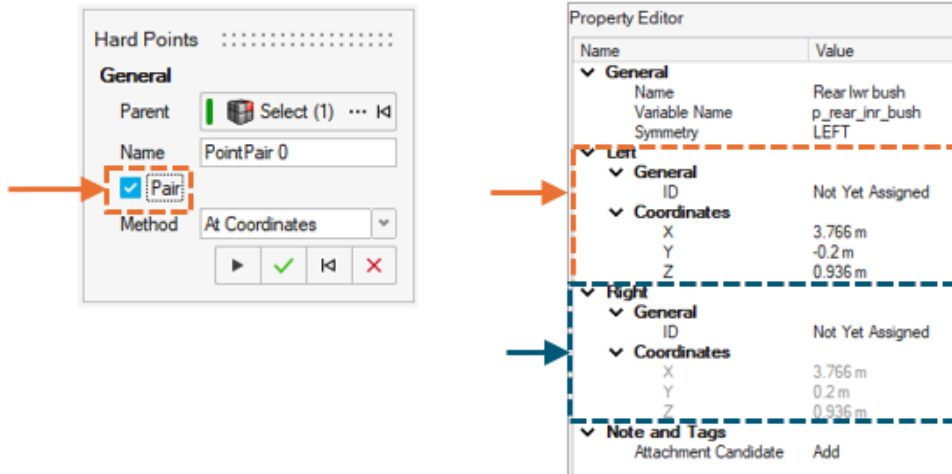 Hard Points
General
Parent Select (1)
Name PointPair 0
Pair
Method At Coordinates
Property Editor
Name Value
General
Name Rear lwr bush
Variable Name p_rear_inr_bush
Symmetry LEFT
Left
General
ID Not Yet Assigned
Coordinates
X 3.766 m
Y -0.2 m
Z 0.936 m
Right
General
ID Not Yet Assigned
Coordinates
X 3.766 m
Y 0.2 m
Z 0.936 m
Note and Tags
Attachment Candidate Add